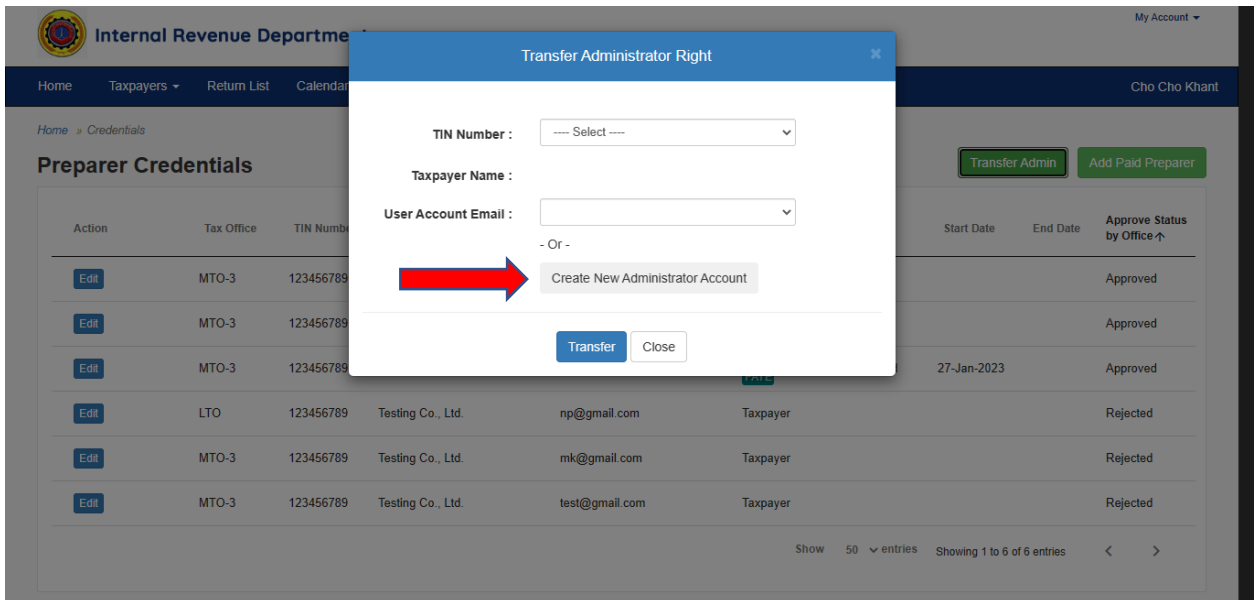 My Account
Internal Revenue Departme
Transfer Administrator Right
×
Home Taxpayers Return List Calendar Cho Cho Khant
Home » Credentials
TIN Number : ---- Select ----
Preparer Credentials
Transfer Admin Add Paid Preparer
Taxpayer Name :
User Account Email :
- Or -
Create New Administrator Account
Transfer Close
Action Tax Office TIN Numbe Start Date End Date Approve Status
by Office
Edit MTO-3 123456789 Approved
Edit MTO-3 123456789 Approved
Edit MTO-3 123456789 PAYE 27-Jan-2023 Approved
Edit LTO 123456789 Testing Co., Ltd. np@gmail.com Taxpayer Rejected
Edit MTO-3 123456789 Testing Co., Ltd. mk@gmail.com Taxpayer Rejected
Edit MTO-3 123456789 Testing Co., Ltd. test@gmail.com Taxpayer Rejected
Show 50 entries Showing 1 to 6 of 6 entries